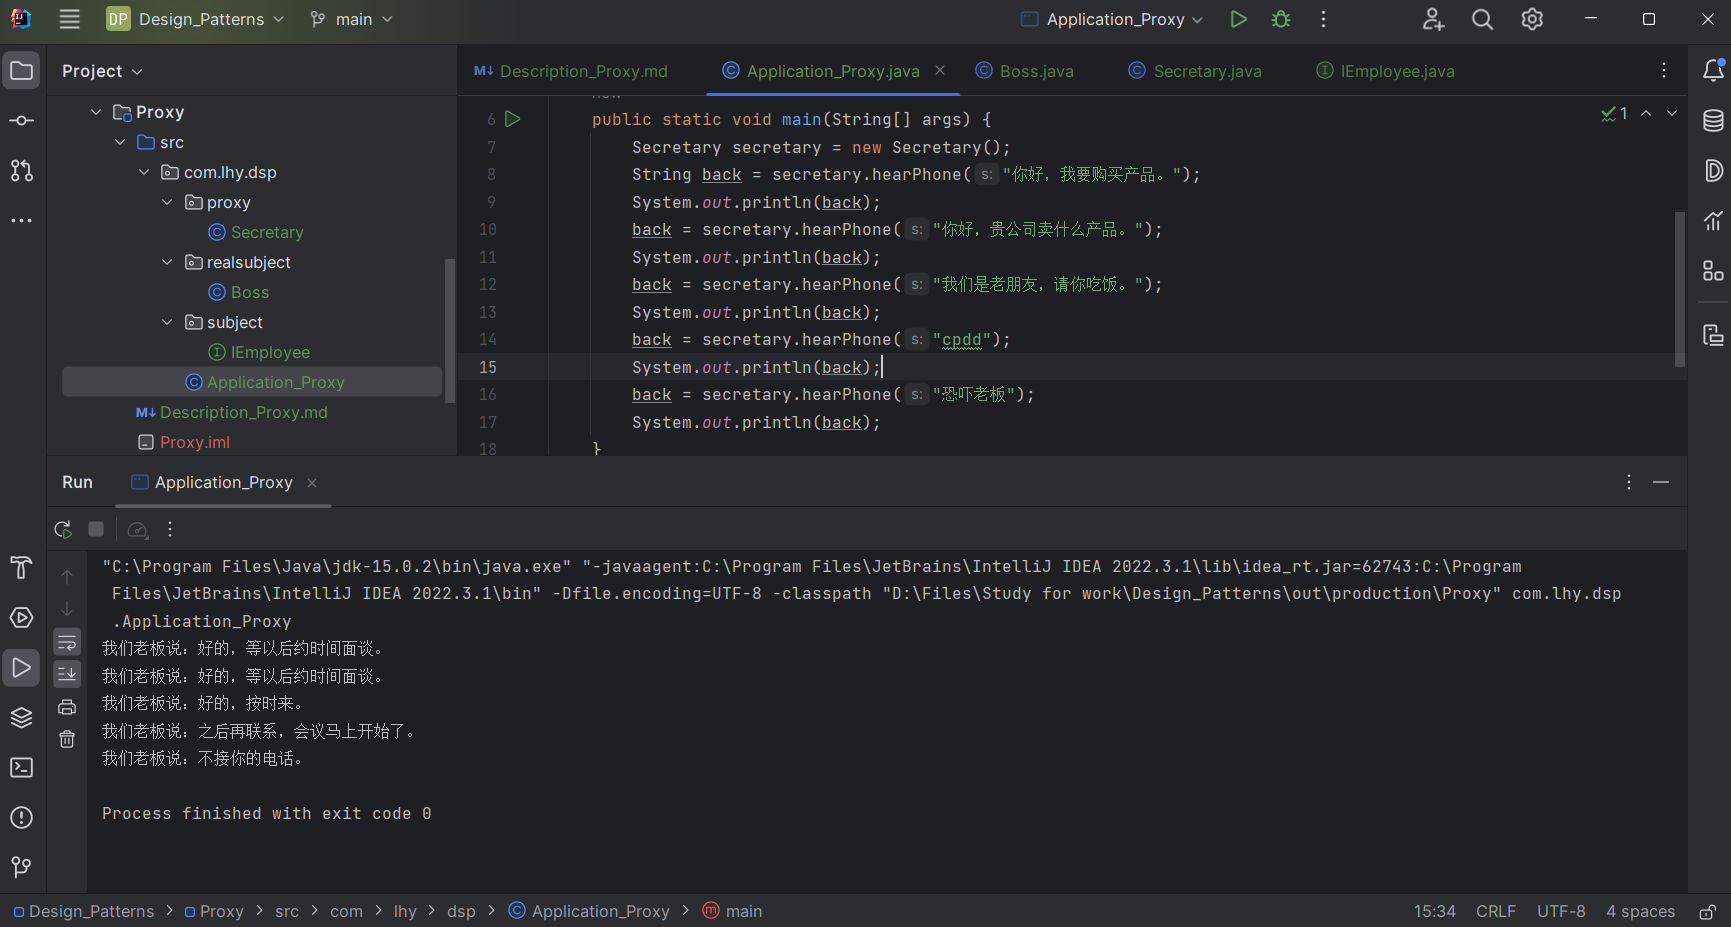 DP Design_Patterns main Application_Proxy
Project
Description_Proxy.md Application_Proxy.java Boss.java Secretary.java IEmployee.java
Proxy
src
com.lhy.dsp
proxy
Secretary
realsubject
Boss
subject
IEmployee
Application_Proxy
Description_Proxy.md
Proxy.iml
6 public static void main(String[] args) {
7 Secretary secretary = new Secretary();
8 String back = secretary.hearPhone( s: "你好，我要购买产品。");
9 System.out.println(back);
10 back = secretary.hearPhone( s: "你好，贵公司卖什么产品。");
11 System.out.println(back);
12 back = secretary.hearPhone( s: "我们是老朋友，请你吃饭。");
13 System.out.println(back);
14 back = secretary.hearPhone( s: "cpdd");
15 System.out.println(back);
16 back = secretary.hearPhone( s: "恐吓老板");
17 System.out.println(back);
18 }
1
Run Application_Proxy
"C:\Program Files\Java\jdk-15.0.2\bin\java.exe" "-javaagent:C:\Program Files\JetBrains\IntelliJ IDEA 2022.3.1\lib\idea_rt.jar=62743:C:\Program
Files\JetBrains\IntelliJ IDEA 2022.3.1\bin" -Dfile.encoding=UTF-8 -classpath "D:\Files\Study for work\Design_Patterns\out\production\Proxy" com.lhy.dsp
.Application_Proxy
我们老板说：好的，等以后约时间面谈。
我们老板说：好的，等以后约时间面谈。
我们老板说：好的，按时来。
我们老板说：之后再联系，会议马上开始了。
我们老板说：不接你的电话。
Process finished with exit code 0
Design_Patterns > Proxy > src > com > lhy > dsp > Application_Proxy > main 15:34 CRLF UTF-8 4 spaces